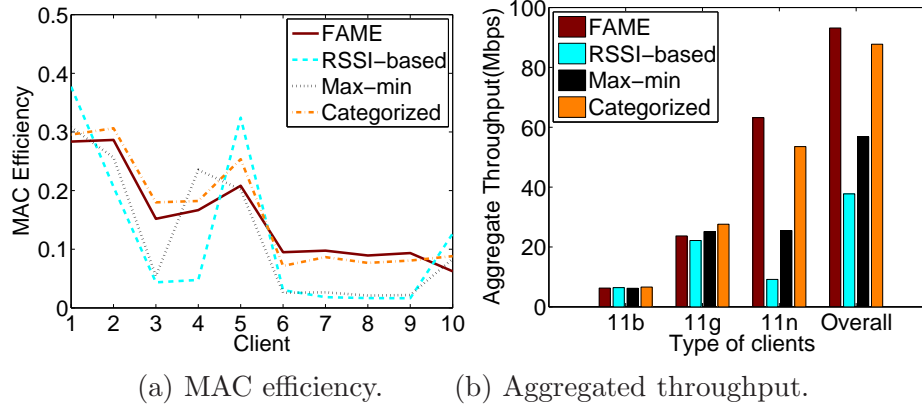 0.5
0.4
0.3
0.2
0.1
0
MAC Efficiency
1 2 3 4 5 6 7 8 9 10
Client
FAME
RSSI−based
Max−min
Categorized
(a) MAC efficiency.
100
80
60
40
20
0
Aggregate Throughput(Mbps)
11b 11g 11n Overall
Type of clients
FAME
RSSI−based
Max−min
Categorized
(b) Aggregated throughput.